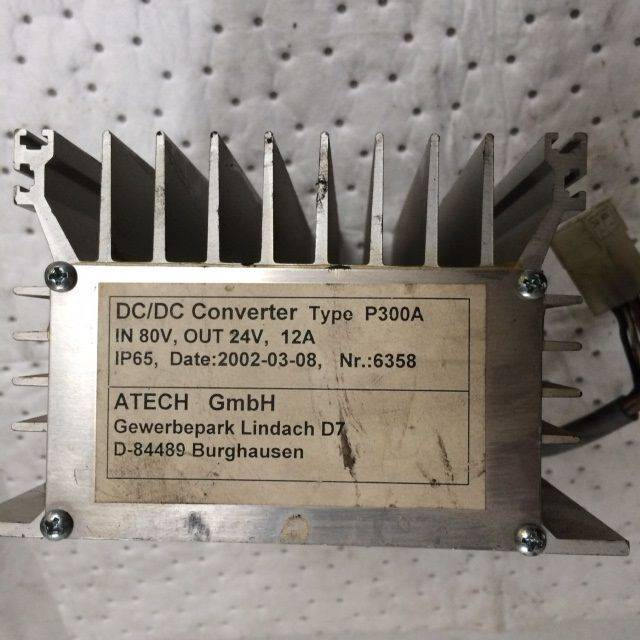 DC/DC Converter Type P300A
IN 80V, OUT 24V, 12A
IP65, Date:2002-03-08, Nr.:6358
ATECH GmbH
Gewerbepark Lindach D7
D-84489 Burghausen